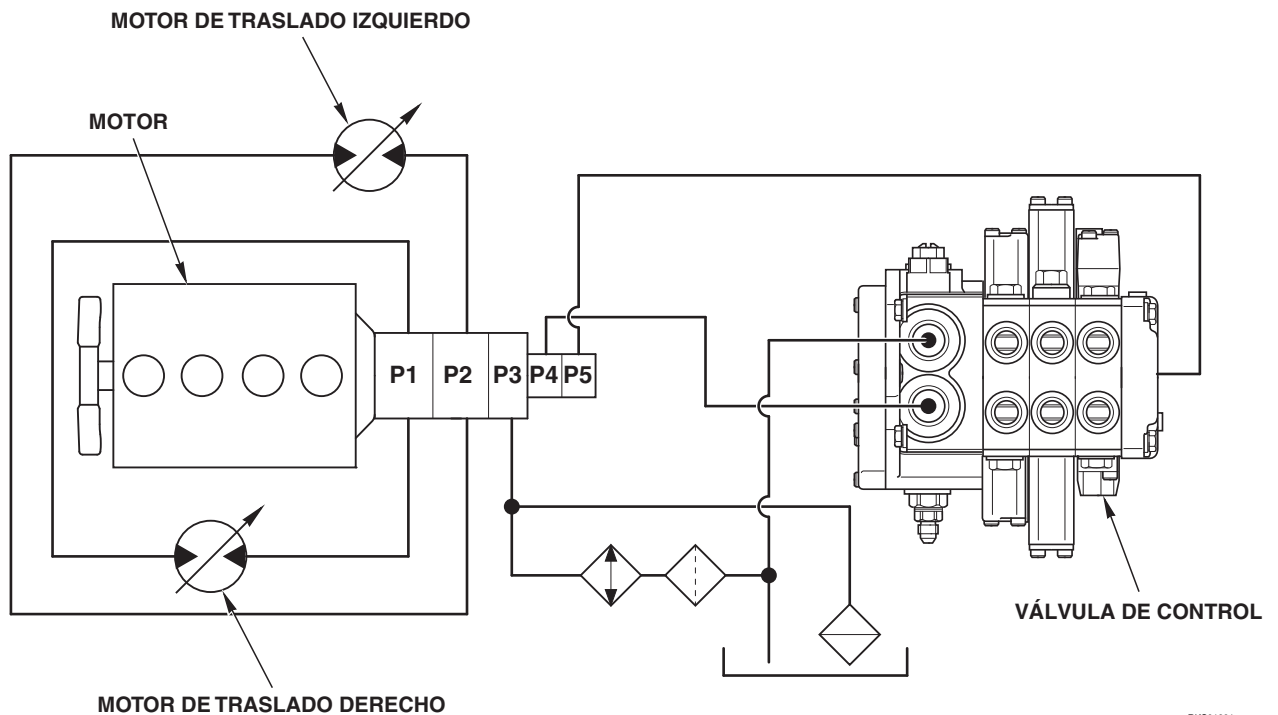 MOTOR DE TRASLADO IZQUIERDO
MOTOR
P1 P2 P3 P4 P5
VÁLVULA DE CONTROL
MOTOR DE TRASLADO DERECHO